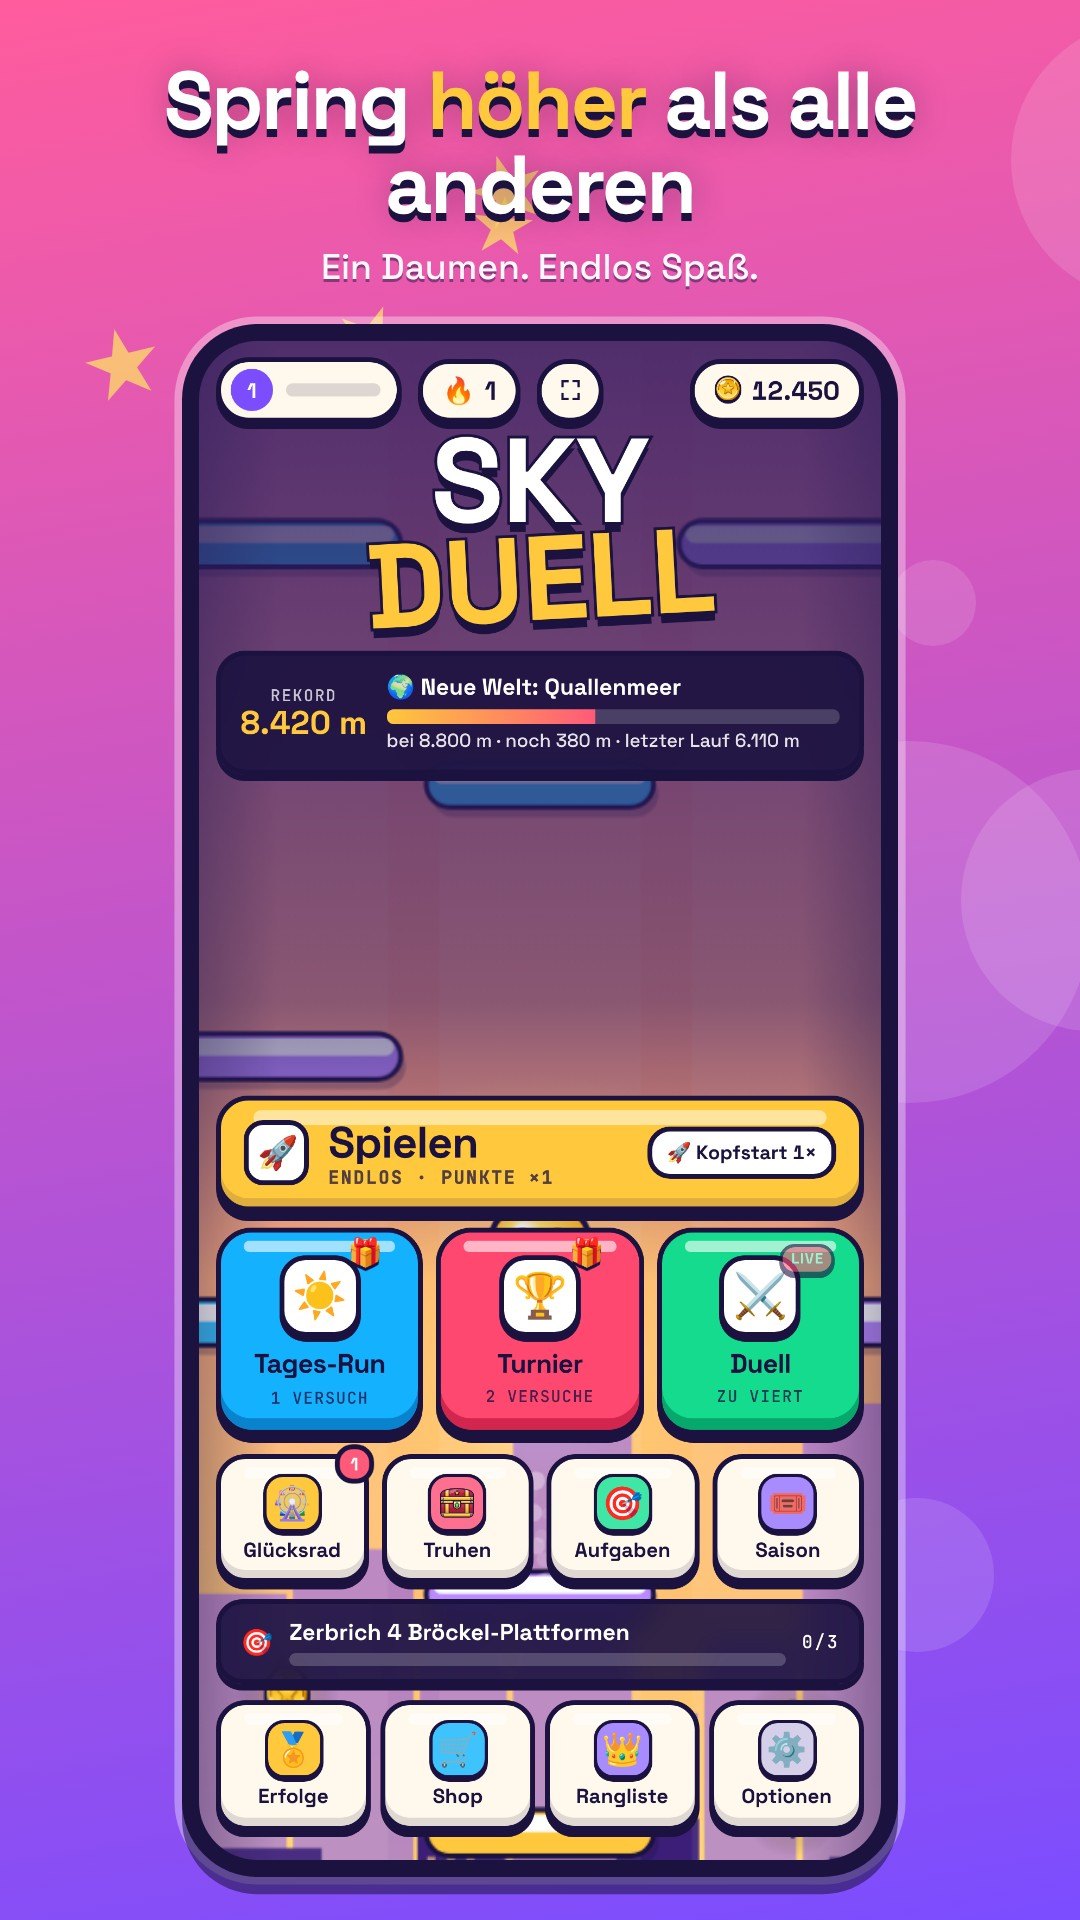 Spring höher als alle
anderen
Ein Daumen. Endlos Spaß.
1
1
12.450
SKY
DUELL
REKORD
8.420 m
Neue Welt: Quallenmeer
bei 8.800 m · noch 380 m · letzter Lauf 6.110 m
Spielen
ENDLOS · PUNKTE ×1
Kopfstart 1×
Tages-Run
1 VERSUCH
Turnier
2 VERSUCHE
LIVE
Duell
ZU VIERT
1
Glücksrad
Truhen
Aufgaben
Saison
Zerbrich 4 Bröckel-Plattformen
0/3
Erfolge
Shop
Rangliste
Optionen